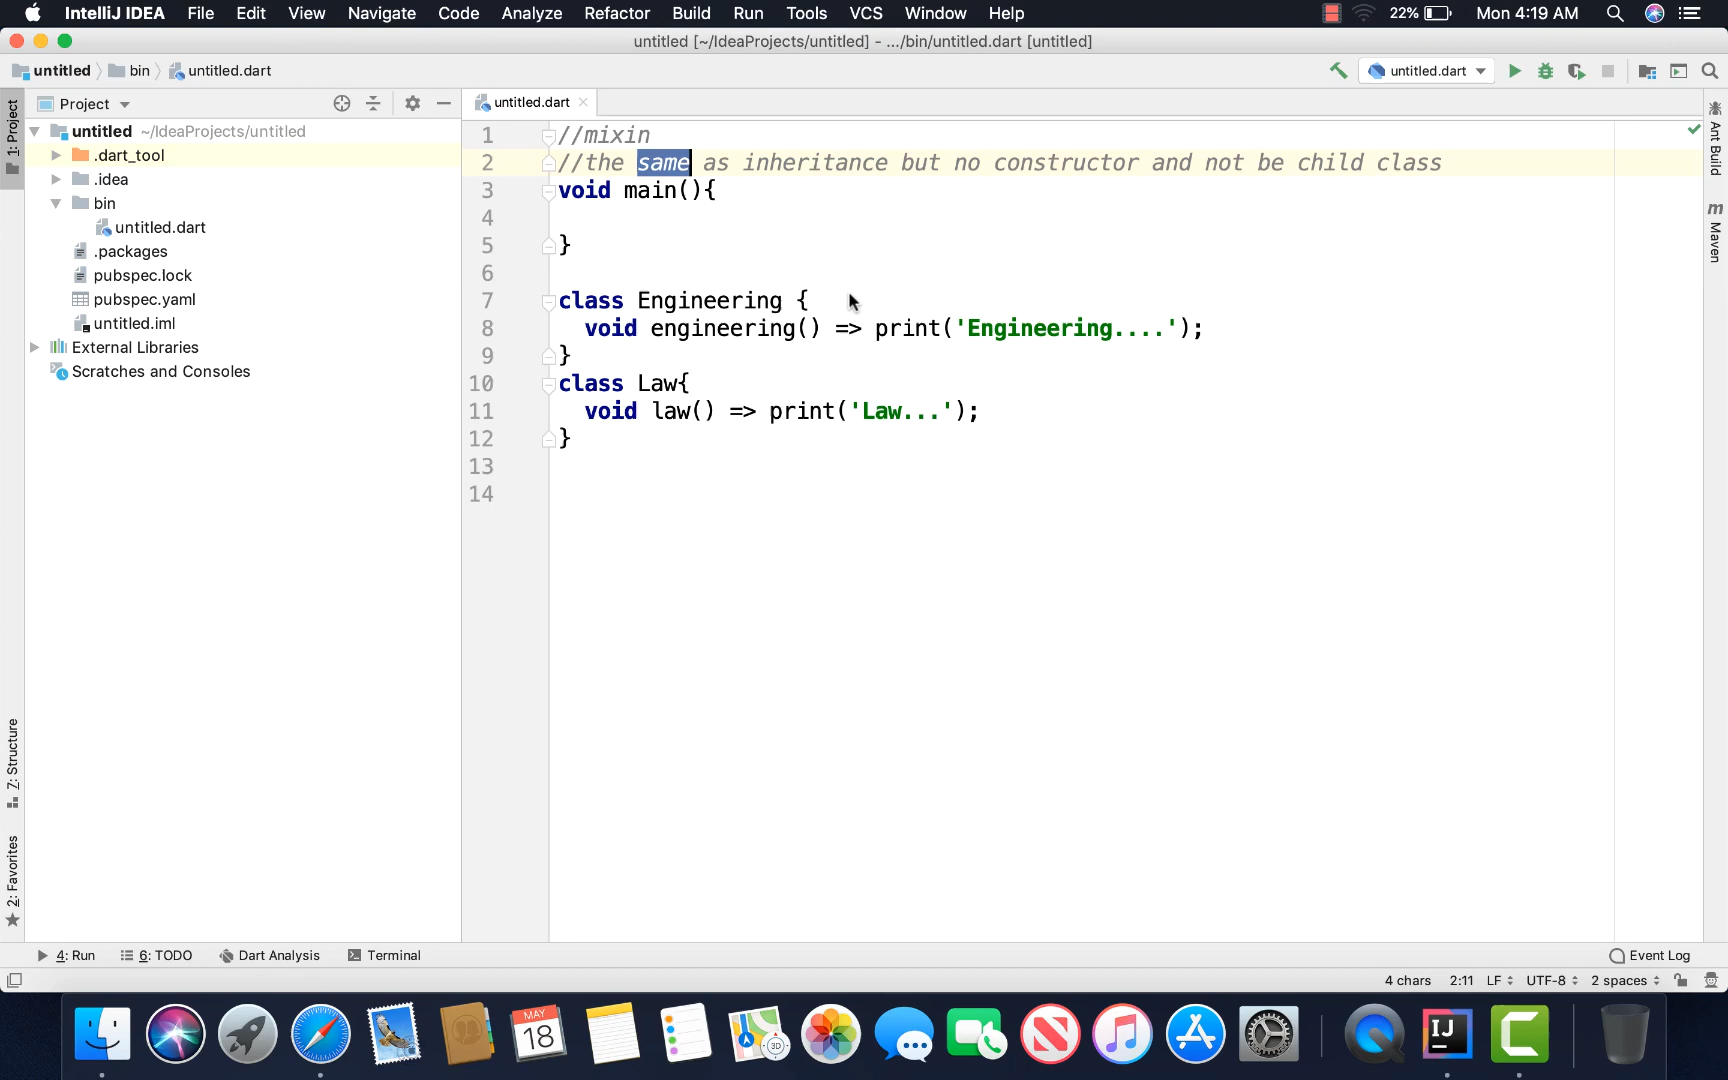 IntelliJ IDEA File Edit View Navigate Code Analyze Refactor Build Run Tools VCS Window Help 22% Mon 4:19 AM
untitled [~/IdeaProjects/untitled] - .../bin/untitled.dart [untitled]
untitled bin untitled.dart untitled.dart
Project untitled.dart
untitled ~/IdeaProjects/untitled
.dart_tool
.idea
bin
untitled.dart
.packages
pubspec.lock
pubspec.yaml
untitled.iml
External Libraries
Scratches and Consoles
1: Project
7: Structure
2: Favorites
1 //mixin
2 //the same as inheritance but no constructor and not be child class
3 void main(){
4
5 }
6
7 class Engineering {
8 void engineering() => print('Engineering....');
9 }
10 class Law{
11 void law() => print('Law...');
12 }
13
14
Ant Build
m Maven
4: Run 6: TODO Dart Analysis Terminal Event Log
4 chars 2:11 LF UTF-8 2 spaces
MAY
18
3D
IJ